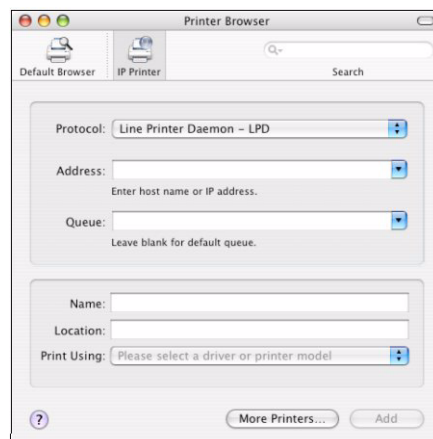 Printer Browser
Default Browser
IP Printer
Search
Protocol: Line Printer Daemon – LPD
Address:
Enter host name or IP address.
Queue:
Leave blank for default queue.
Name:
Location:
Print Using: Please select a driver or printer model
? More Printers... Add